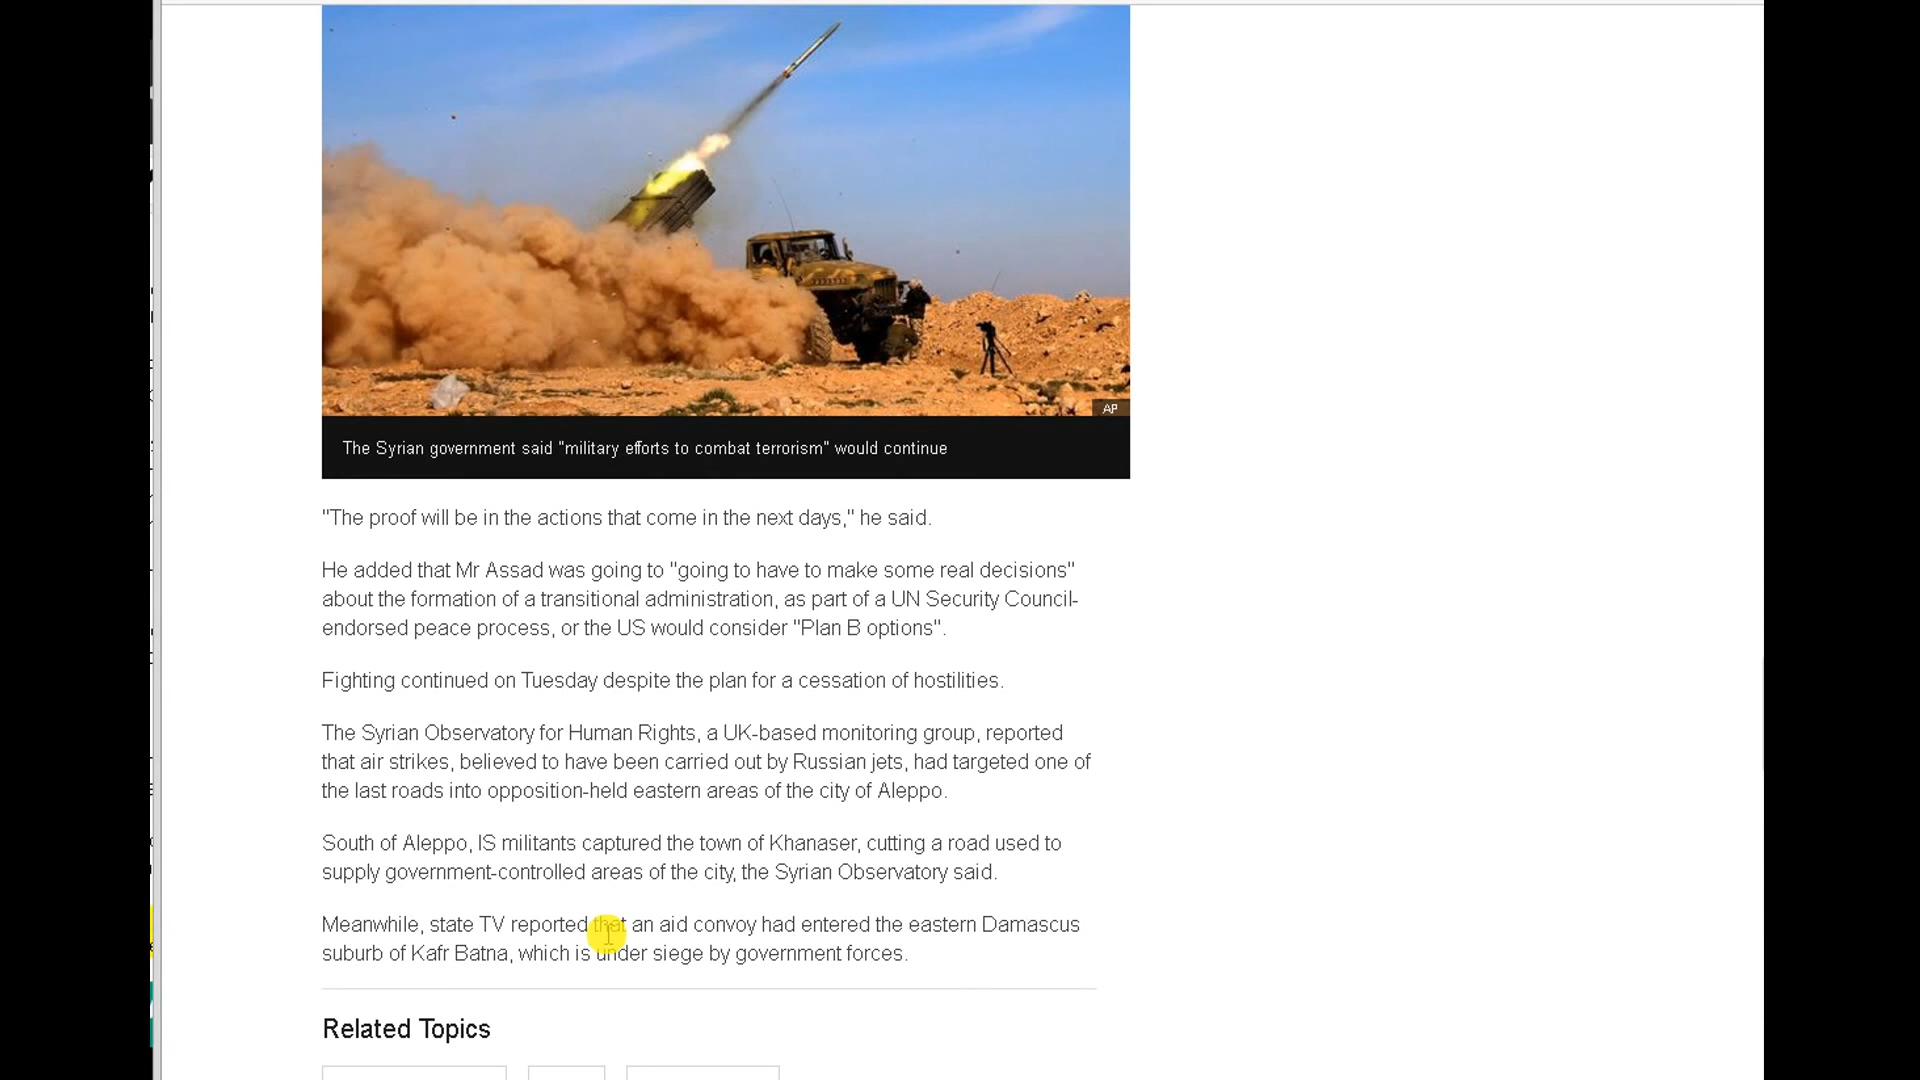 AP
The Syrian government said "military efforts to combat terrorism" would continue
"The proof will be in the actions that come in the next days," he said.
He added that Mr Assad was going to "going to have to make some real decisions"
about the formation of a transitional administration, as part of a UN Security Council-
endorsed peace process, or the US would consider "Plan B options".
Fighting continued on Tuesday despite the plan for a cessation of hostilities.
The Syrian Observatory for Human Rights, a UK-based monitoring group, reported
that air strikes, believed to have been carried out by Russian jets, had targeted one of
the last roads into opposition-held eastern areas of the city of Aleppo.
South of Aleppo, IS militants captured the town of Khanaser, cutting a road used to
supply government-controlled areas of the city, the Syrian Observatory said.
Meanwhile, state TV reported that an aid convoy had entered the eastern Damascus
suburb of Kafr Batna, which is under siege by government forces.
Related Topics